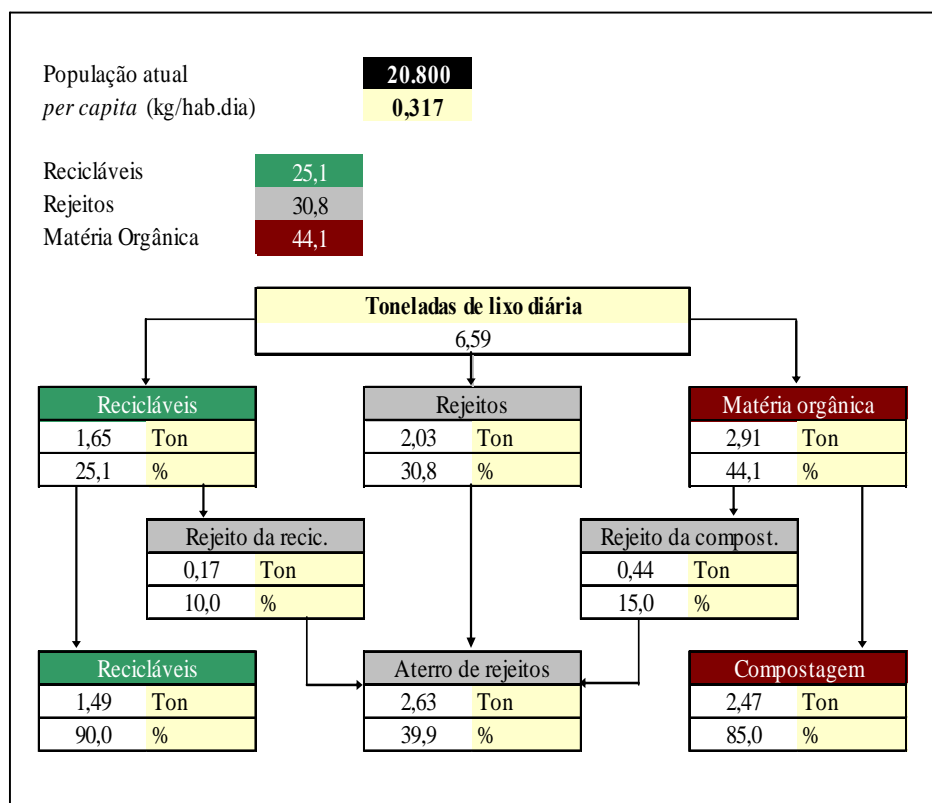 População atual 20.800
per capita (kg/hab.dia) 0,317
Recicláveis 25,1
Rejeitos 30,8
Matéria Orgânica 44,1
Toneladas de lixo diária
6,59
Recicláveis Rejeitos Matéria orgânica
1,65 Ton 2,03 Ton 2,91 Ton
25,1 % 30,8 % 44,1 %
Rejeito da recic. Rejeito da compost.
0,17 Ton 0,44 Ton
10,0 % 15,0 %
Recicláveis Aterro de rejeitos Compostagem
1,49 Ton 2,63 Ton 2,47 Ton
90,0 % 39,9 % 85,0 %